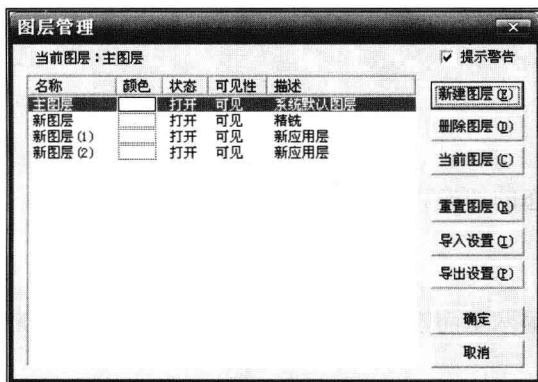 图层管理
当前图层：主图层
提示警告
名称 颜色 状态 可见性 描述
主图层 打开 可见 系统默认图层
新图层 打开 可见 精铣
新图层(1) 打开 可见 新应用层
新图层(2) 打开 可见 新应用层
新建图层(E)
删除图层(D)
当前图层(C)
重置图层(R)
导入设置(I)
导出设置(P)
确定
取消